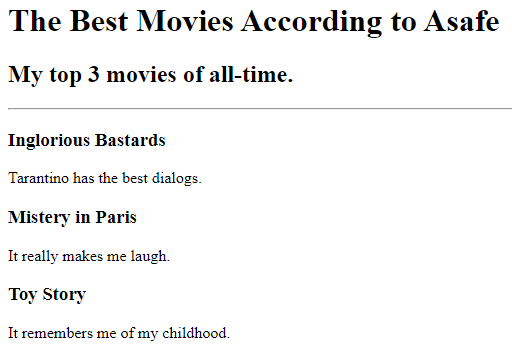 The Best Movies According to Asafe
My top 3 movies of all-time.
Inglorious Bastards
Tarantino has the best dialogs.
Mistery in Paris
It really makes me laugh.
Toy Story
It remembers me of my childhood.